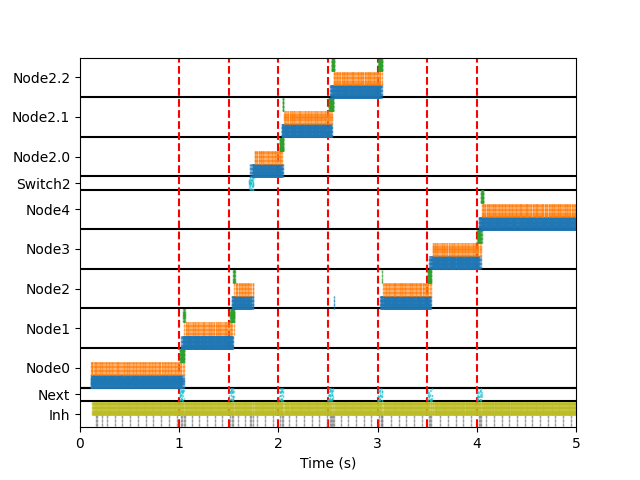 Node2.2
Node2.1
Node2.0
Switch2
Node4
Node3
Node2
Node1
Node0
Next
Inh
0 1 2 3 4 5
Time (s)